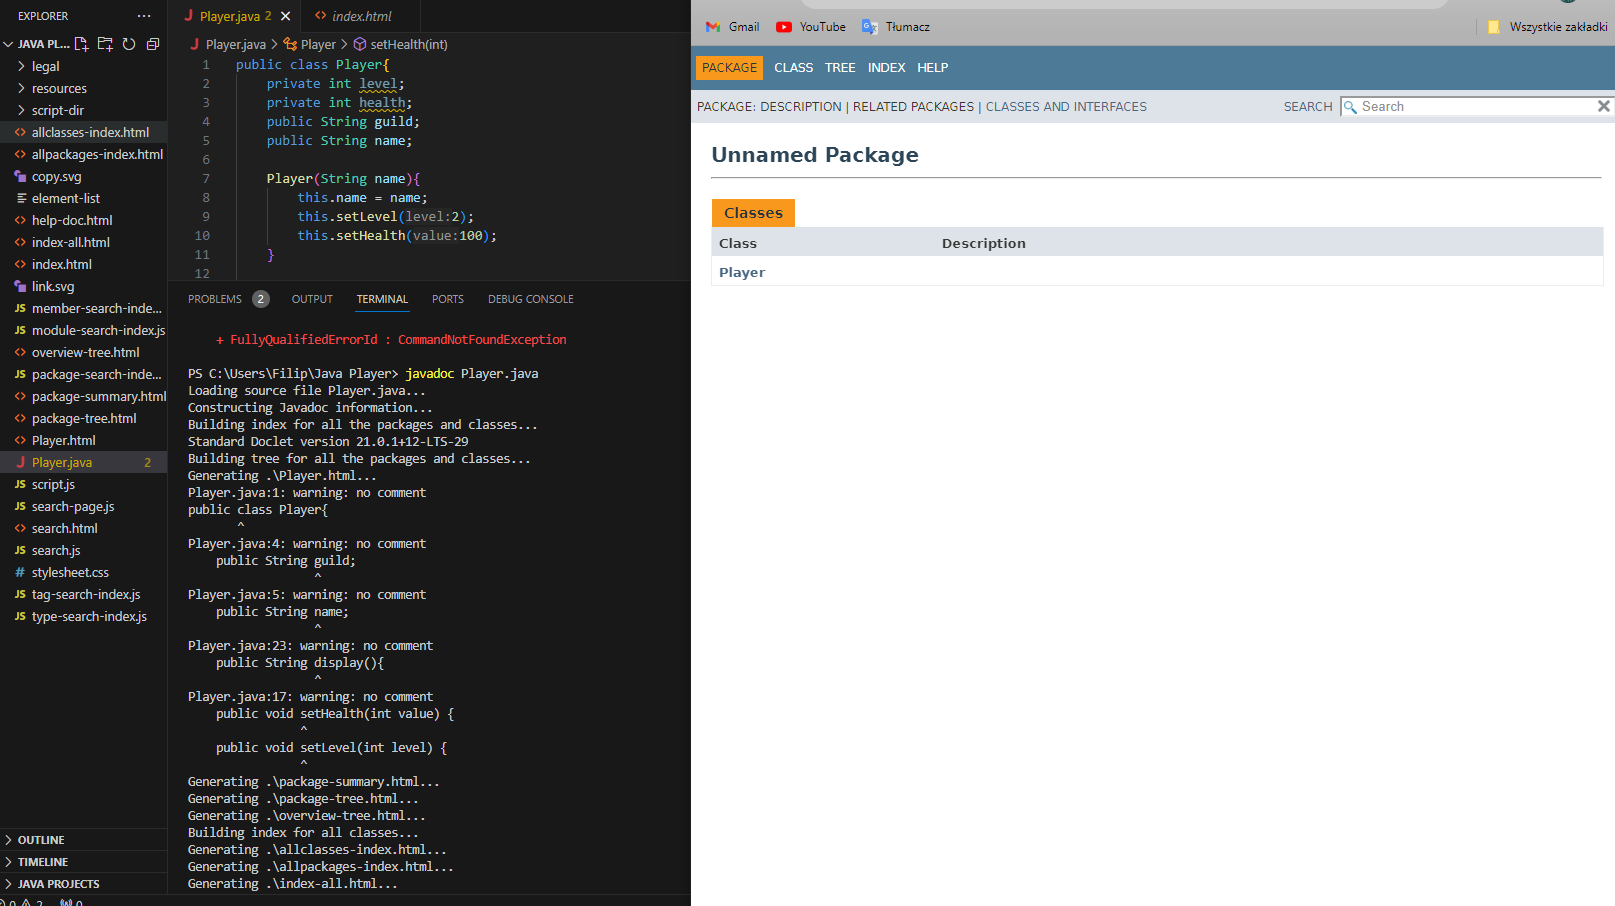 EXPLORER
JAVA PL...
legal
resources
script-dir
allclasses-index.html
allpackages-index.html
copy.svg
element-list
help-doc.html
index-all.html
index.html
link.svg
member-search-inde...
module-search-index.js
overview-tree.html
package-search-inde...
package-summary.html
package-tree.html
Player.html
Player.java 2
script.js
search-page.js
search.html
search.js
stylesheet.css
tag-search-index.js
type-search-index.js
OUTLINE
TIMELINE
JAVA PROJECTS
0 2 0
Player.java 2
index.html
Player.java > Player > setHealth(int)
1 public class Player{
2 private int level;
3 private int health;
4 public String guild;
5 public String name;
6
7 Player(String name){
8 this.name = name;
9 this.setLevel(level:2);
10 this.setHealth(value:100);
11 }
12
PROBLEMS 2 OUTPUT TERMINAL PORTS DEBUG CONSOLE
+ FullyQualifiedErrorId : CommandNotFoundException
PS C:\Users\Filip\Java Player> javadoc Player.java
Loading source file Player.java...
Constructing Javadoc information...
Building index for all the packages and classes...
Standard Doclet version 21.0.1+12-LTS-29
Building tree for all the packages and classes...
Generating .\Player.html...
Player.java:1: warning: no comment
public class Player{
^
Player.java:4: warning: no comment
public String guild;
^
Player.java:5: warning: no comment
public String name;
^
Player.java:23: warning: no comment
public String display(){
^
Player.java:17: warning: no comment
public void setHealth(int value) {
^
public void setLevel(int level) {
^
Generating .\package-summary.html...
Generating .\package-tree.html...
Generating .\overview-tree.html...
Building index for all classes...
Generating .\allclasses-index.html...
Generating .\allpackages-index.html...
Generating .\index-all.html...
Gmail YouTube Tłumacz Wszystkie zakładki
PACKAGE CLASS TREE INDEX HELP
PACKAGE: DESCRIPTION | RELATED PACKAGES | CLASSES AND INTERFACES SEARCH Search
Unnamed Package
Classes
Class Description
Player